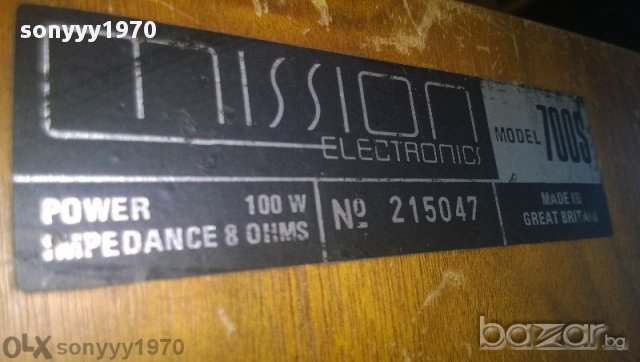 sonyyy1970
mission
ELECTRONICS
MODEL 700S
POWER 100 W
IMPEDANCE 8 OHMS
No 215047
MADE IN
GREAT BRITAIN
OLX sonyyy1970
bazar.bg